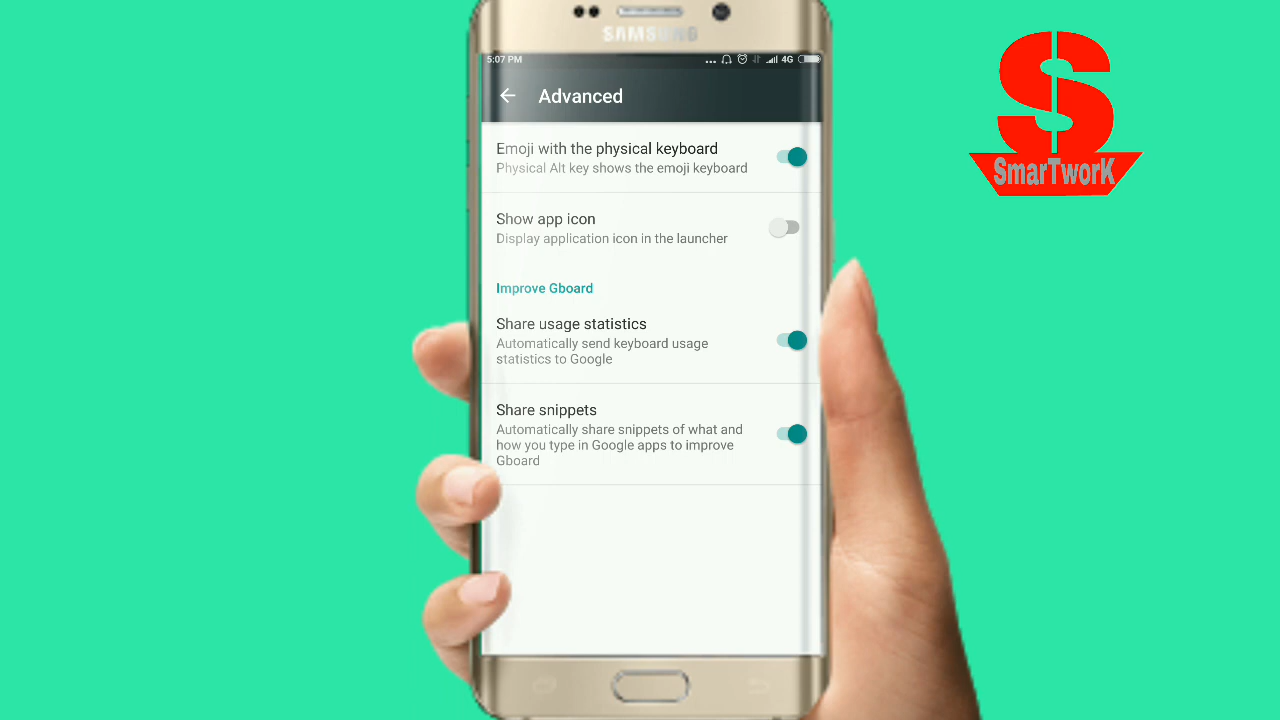 SAMSUNG
5:07 PM
4G
Advanced
Emoji with the physical keyboard
Physical Alt key shows the emoji keyboard
Show app icon
Display application icon in the launcher
Improve Gboard
Share usage statistics
Automatically send keyboard usage
statistics to Google
Share snippets
Automatically share snippets of what and
how you type in Google apps to improve
Gboard
S
SmarTworK